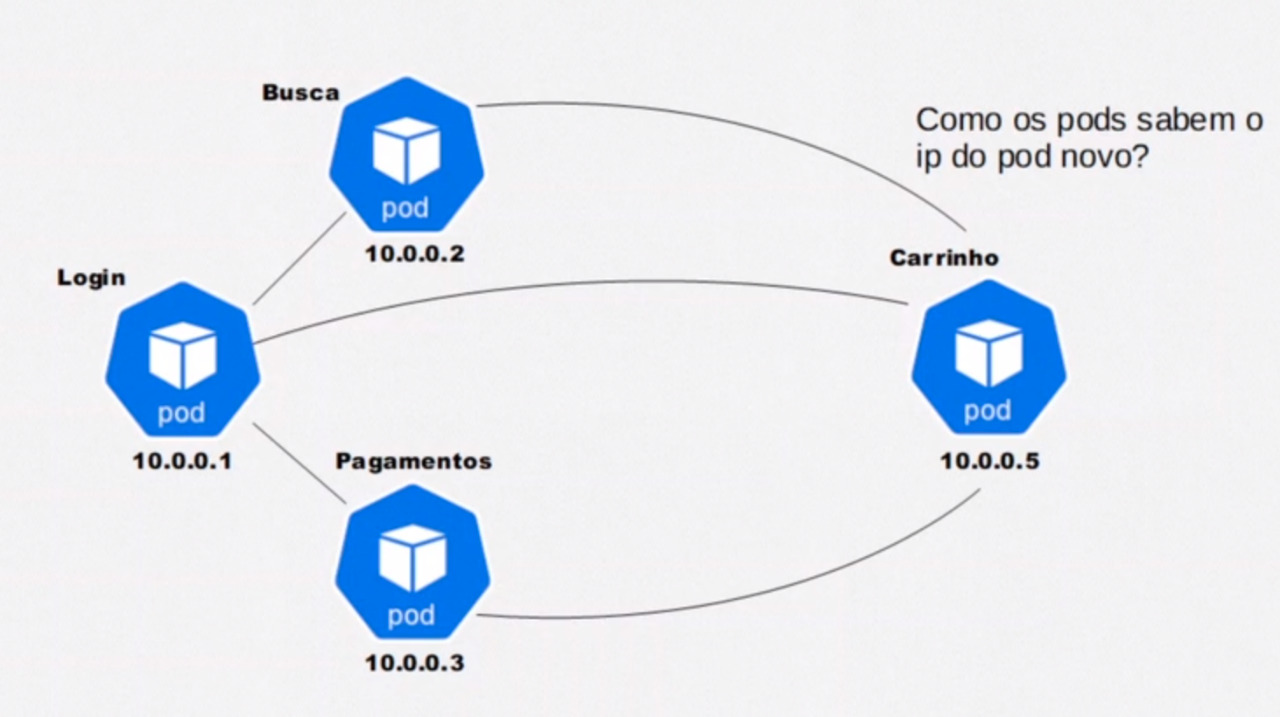 Busca
Como os pods sabem o
ip do pod novo?
pod
10.0.0.2
Carrinho
Login
pod
10.0.0.1
pod
10.0.0.5
Pagamentos
pod
10.0.0.3